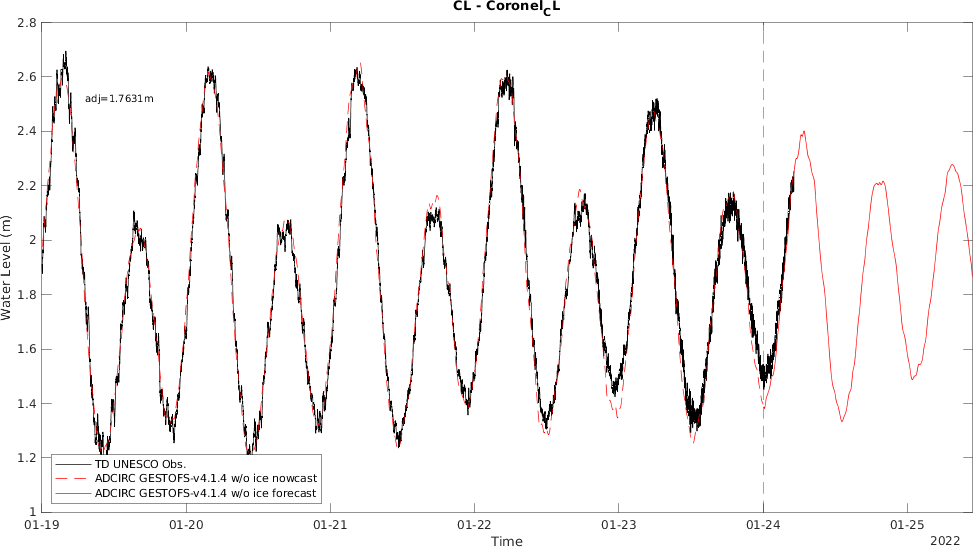 CL - Coronel_CL
2.8
2.6
2.4
2.2
2
1.8
1.6
1.4
1.2
1
Water Level (m)
adj=1.7631m
TD UNESCO Obs.
ADCIRC GESTOFS-v4.1.4 w/o ice nowcast
ADCIRC GESTOFS-v4.1.4 w/o ice forecast
01-19 01-20 01-21 01-22 01-23 01-24 01-25
Time
2022